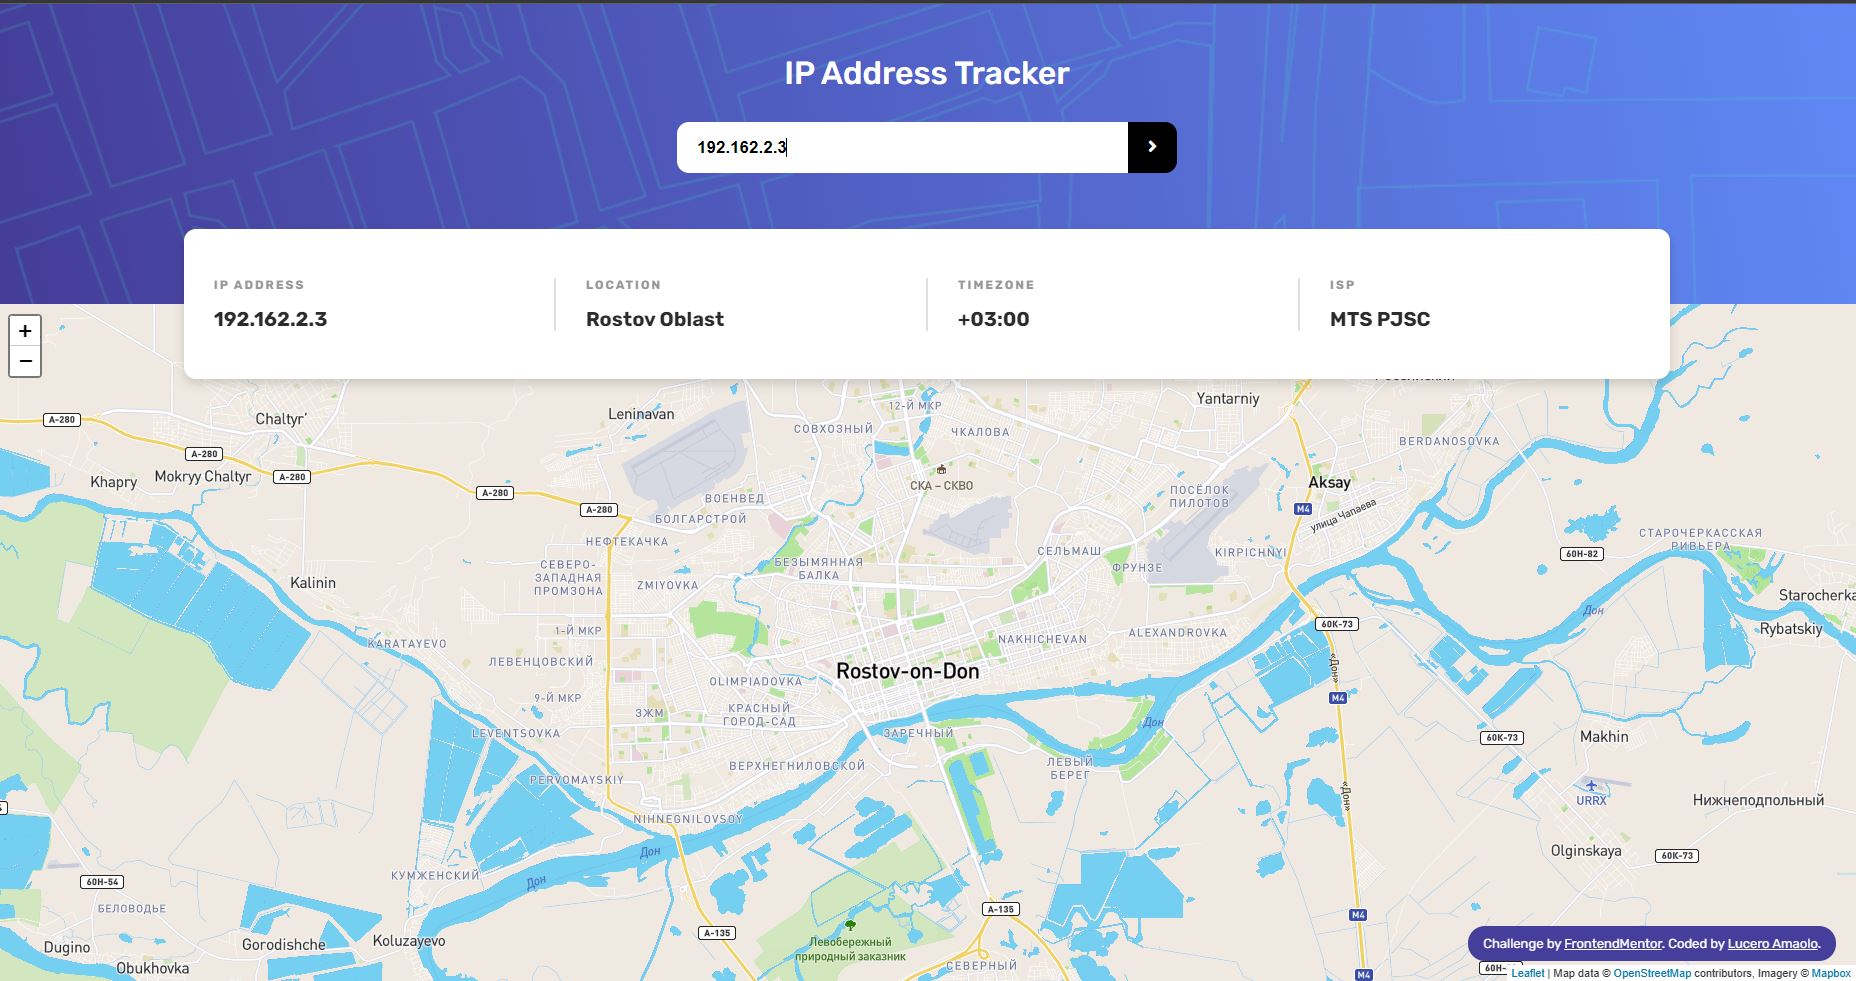 IP Address Tracker
192.162.2.3
IP ADDRESS
192.162.2.3
LOCATION
Rostov Oblast
TIMEZONE
+03:00
ISP
MTS PJSC
+
−
Leninavan
12-Й МКР
Yantarniy
A-280
Chaltyr'
СОВХОЗНЫЙ
ЧКАЛОВА
BERDANOSOVKA
A-280
Khapry
Mokryy Chaltyr
A-280
A-280
ВОЕНВЕД
СКА – СКВО
ПОСЁЛОК
ПИЛОТОВ
Aksay
M4
улица Чапаева
A-280
БОЛГАРСТРОЙ
НЕФТЕКАЧКА
СЕЛЬМАШ
KIRPICHNYI
60Н-82
СТАРОЧЕРКАССКАЯ
РИВЬЕРА
Kalinin
СЕВЕРО-
ЗАПАДНАЯ
ПРОМЗОНА
ZMIYOVKA
БЕЗЫМЯННАЯ
БАЛКА
ФРУНЗЕ
Starocherka
Дон
KARATAYEVO
1-Й МКР
NAKHICHEVAN
ALEXANDROVKA
60К-73
Rybatskiy
ЛЕВЕНЦОВСКИЙ
Rostov-on-Don
«Дон»
OLIMPIADOVKA
9-Й МКР
ЗЖМ
КРАСНЫЙ
ГОРОД-САД
M4
LEVENTSOVKA
ЗАРЕЧНЫЙ
Дон
60К-73
Makhin
PERVOMAYSKIY
ВЕРХНЕГНИЛОВСКОЙ
ЛЕВЫЙ
БЕРЕГ
«Дон»
URRX
Нижнеподпольный
NIHNEGNILOVSOY
Дон
Olginskaya
60К-73
КУМЖЕНСКИЙ
Дон
60Н-54
БЕЛОВОДЬЕ
A-135
M4
Dugino
Gorodishche
Koluzayevo
A-135
Левобережный
природный заказник
Obukhovka
СЕВЕРНЫЙ
M4
Challenge by FrontendMentor. Coded by Lucero Amaolo.
Leaflet | Map data © OpenStreetMap contributors, Imagery © Mapbox